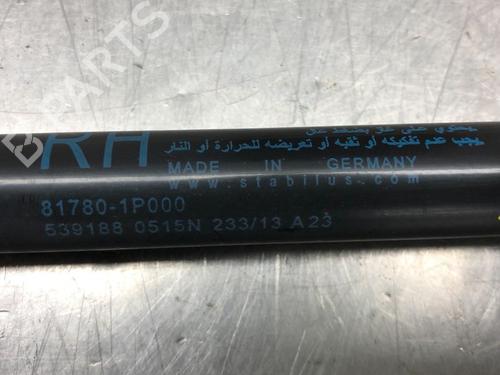 B-PARTS
RH
يجب عدم تفكيكه أو ثقبه أو تعريضه للحرارة أو النار
MADE IN GERMANY
www.stabilus.com
81780-1P000
539188 0515N 233/13 A23